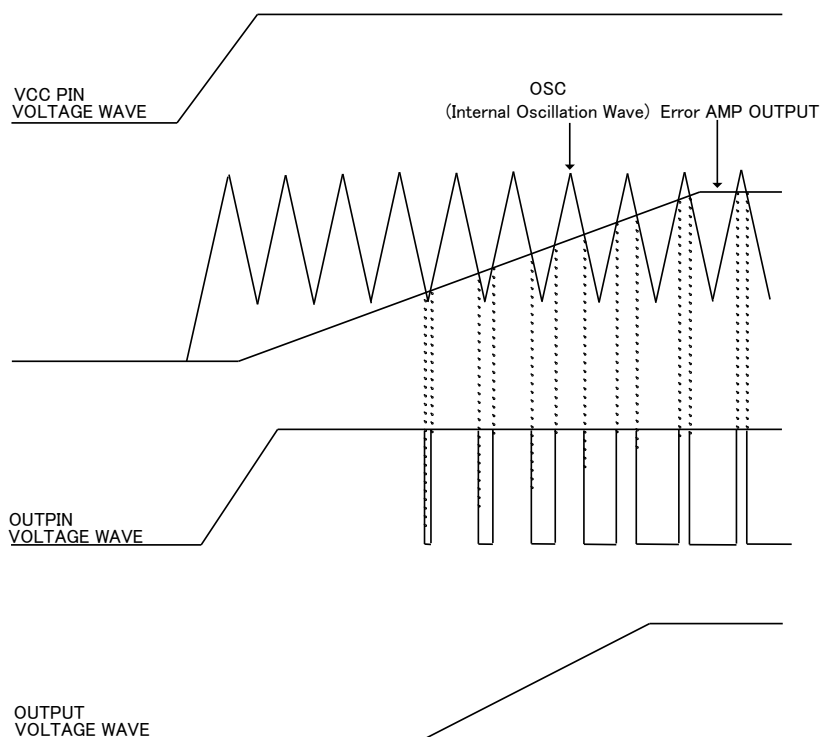 VCC PIN
VOLTAGE WAVE
OSC
(Internal Oscillation Wave) Error AMP OUTPUT
OUTPIN
VOLTAGE WAVE
OUTPUT
VOLTAGE WAVE